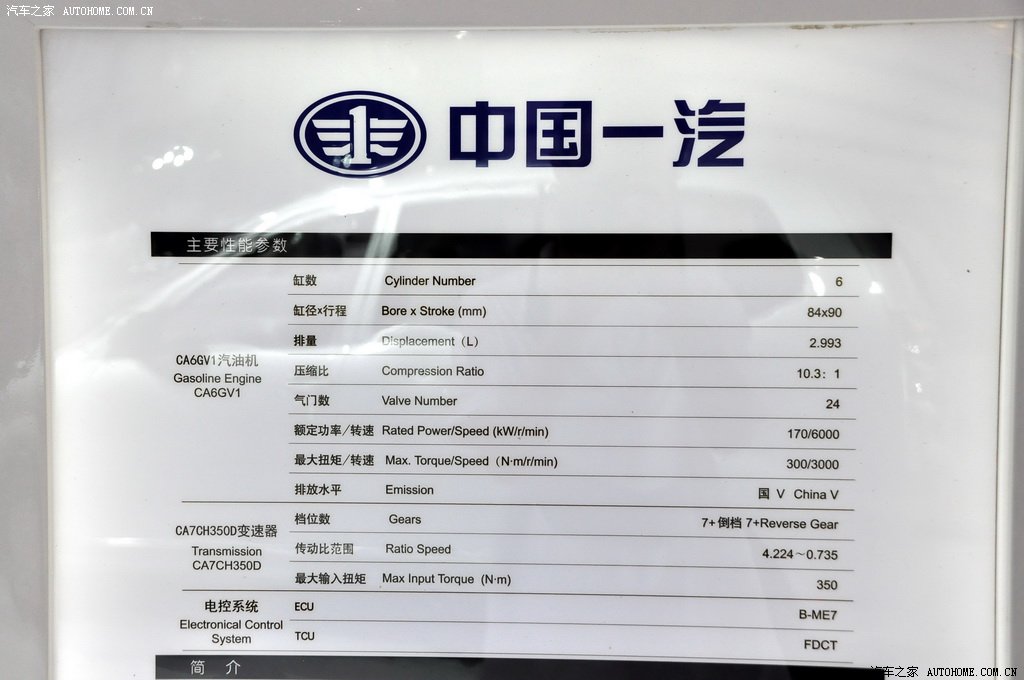 汽车之家 AUTOHOME.COM.CN
1
中国一汽
主要性能参数
缸数 Cylinder Number 6
缸径x行程 Bore x Stroke (mm) 84x90
排量 Displacement（L） 2.993
CA6GV1汽油机
Gasoline Engine
CA6GV1
压缩比 Compression Ratio 10.3：1
气门数 Valve Number 24
额定功率/转速 Rated Power/Speed (kW/r/min) 170/6000
最大扭矩/转速 Max. Torque/Speed（N·m/r/min) 300/3000
排放水平 Emission 国 V China V
CA7CH350D变速器
Transmission
CA7CH350D
档位数 Gears 7+倒档 7+Reverse Gear
传动比范围 Ratio Speed 4.224～0.735
最大输入扭矩 Max Input Torque (N·m) 350
电控系统
Electronical Control
System
ECU B-ME7
TCU FDCT
简 介
汽车之家 AUTOHOME.COM.CN